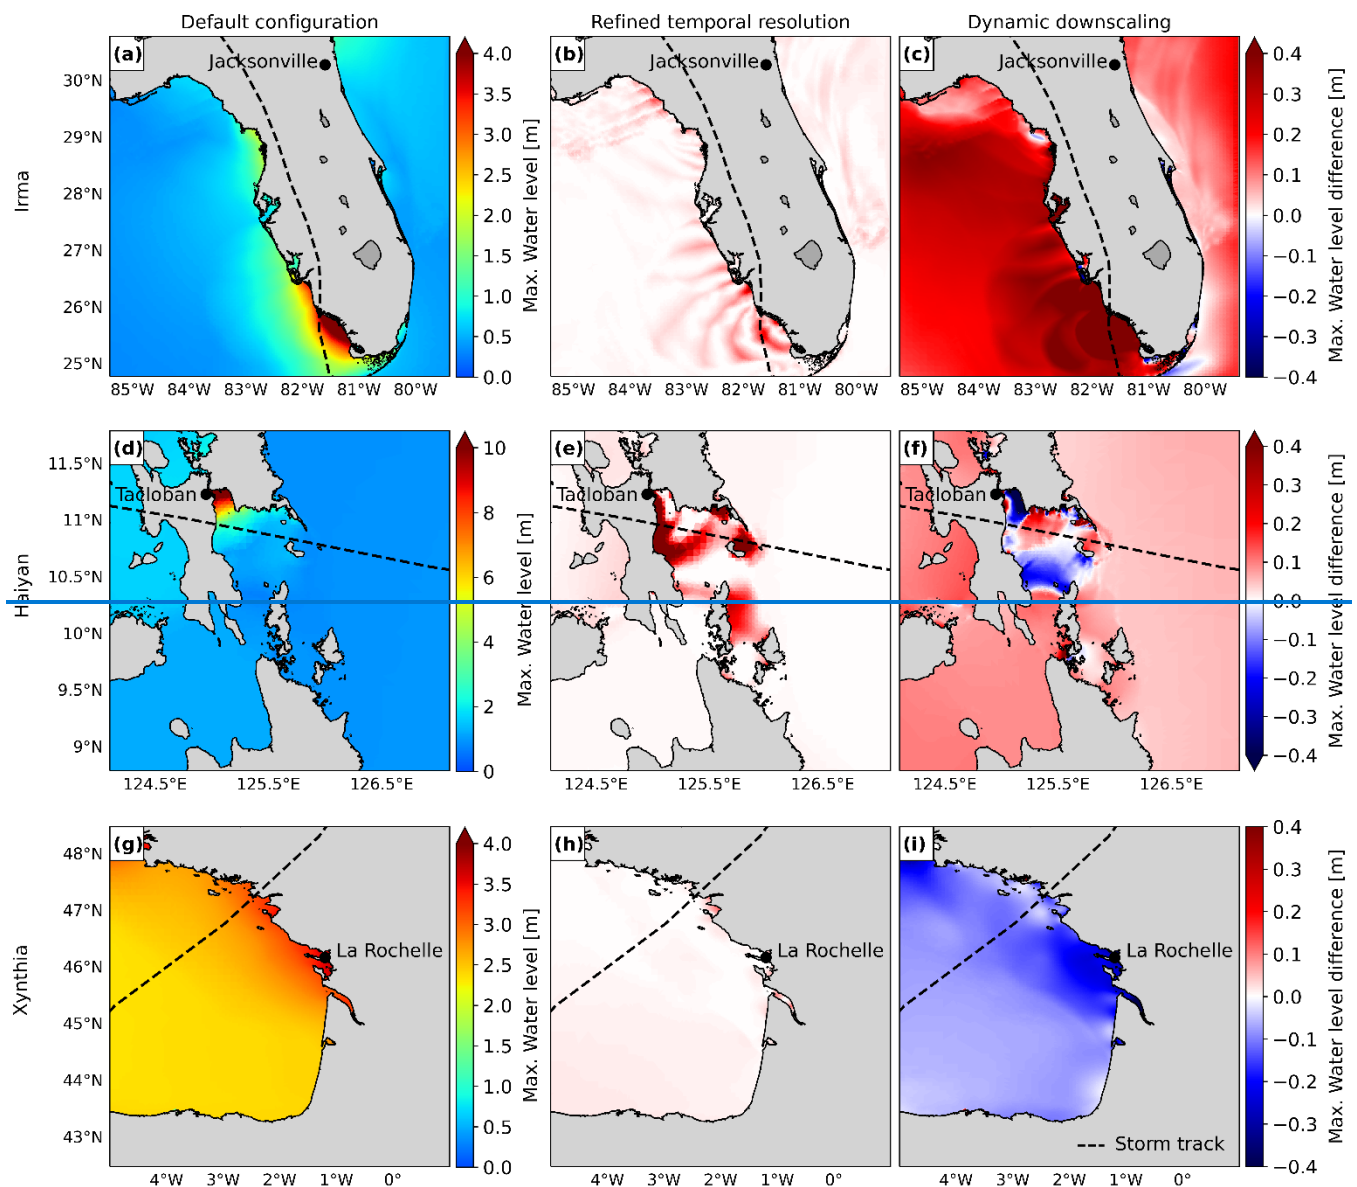 Default configuration
Refined temporal resolution
Dynamic downscaling
Irma
(a)
Jacksonville
30°N
29°N
28°N
27°N
26°N
25°N
85°W 84°W 83°W 82°W 81°W 80°W
4.0
3.5
3.0
2.5
2.0
1.5
1.0
0.5
0.0
Max. Water level [m]
(b)
Jacksonville
85°W 84°W 83°W 82°W 81°W 80°W
(c)
Jacksonville
85°W 84°W 83°W 82°W 81°W 80°W
0.4
0.3
0.2
0.1
0.0
−0.1
−0.2
−0.3
−0.4
Max. Water level difference [m]
Haiyan
(d)
Tacloban
11.5°N
11°N
10.5°N
10°N
9.5°N
9°N
124.5°E 125.5°E 126.5°E
10
8
6
4
2
0
Max. Water level [m]
(e)
Tacloban
124.5°E 125.5°E 126.5°E
(f)
Tacloban
124.5°E 125.5°E 126.5°E
0.4
0.3
0.2
0.1
0.0
−0.1
−0.2
−0.3
−0.4
Max. Water level difference [m]
Xynthia
(g)
La Rochelle
48°N
47°N
46°N
45°N
44°N
43°N
4°W 3°W 2°W 1°W 0°
4.0
3.5
3.0
2.5
2.0
1.5
1.0
0.5
0.0
Max. Water level [m]
(h)
La Rochelle
4°W 3°W 2°W 1°W 0°
(i)
La Rochelle
Storm track
4°W 3°W 2°W 1°W 0°
0.4
0.3
0.2
0.1
0.0
−0.1
−0.2
−0.3
−0.4
Max. Water level difference [m]